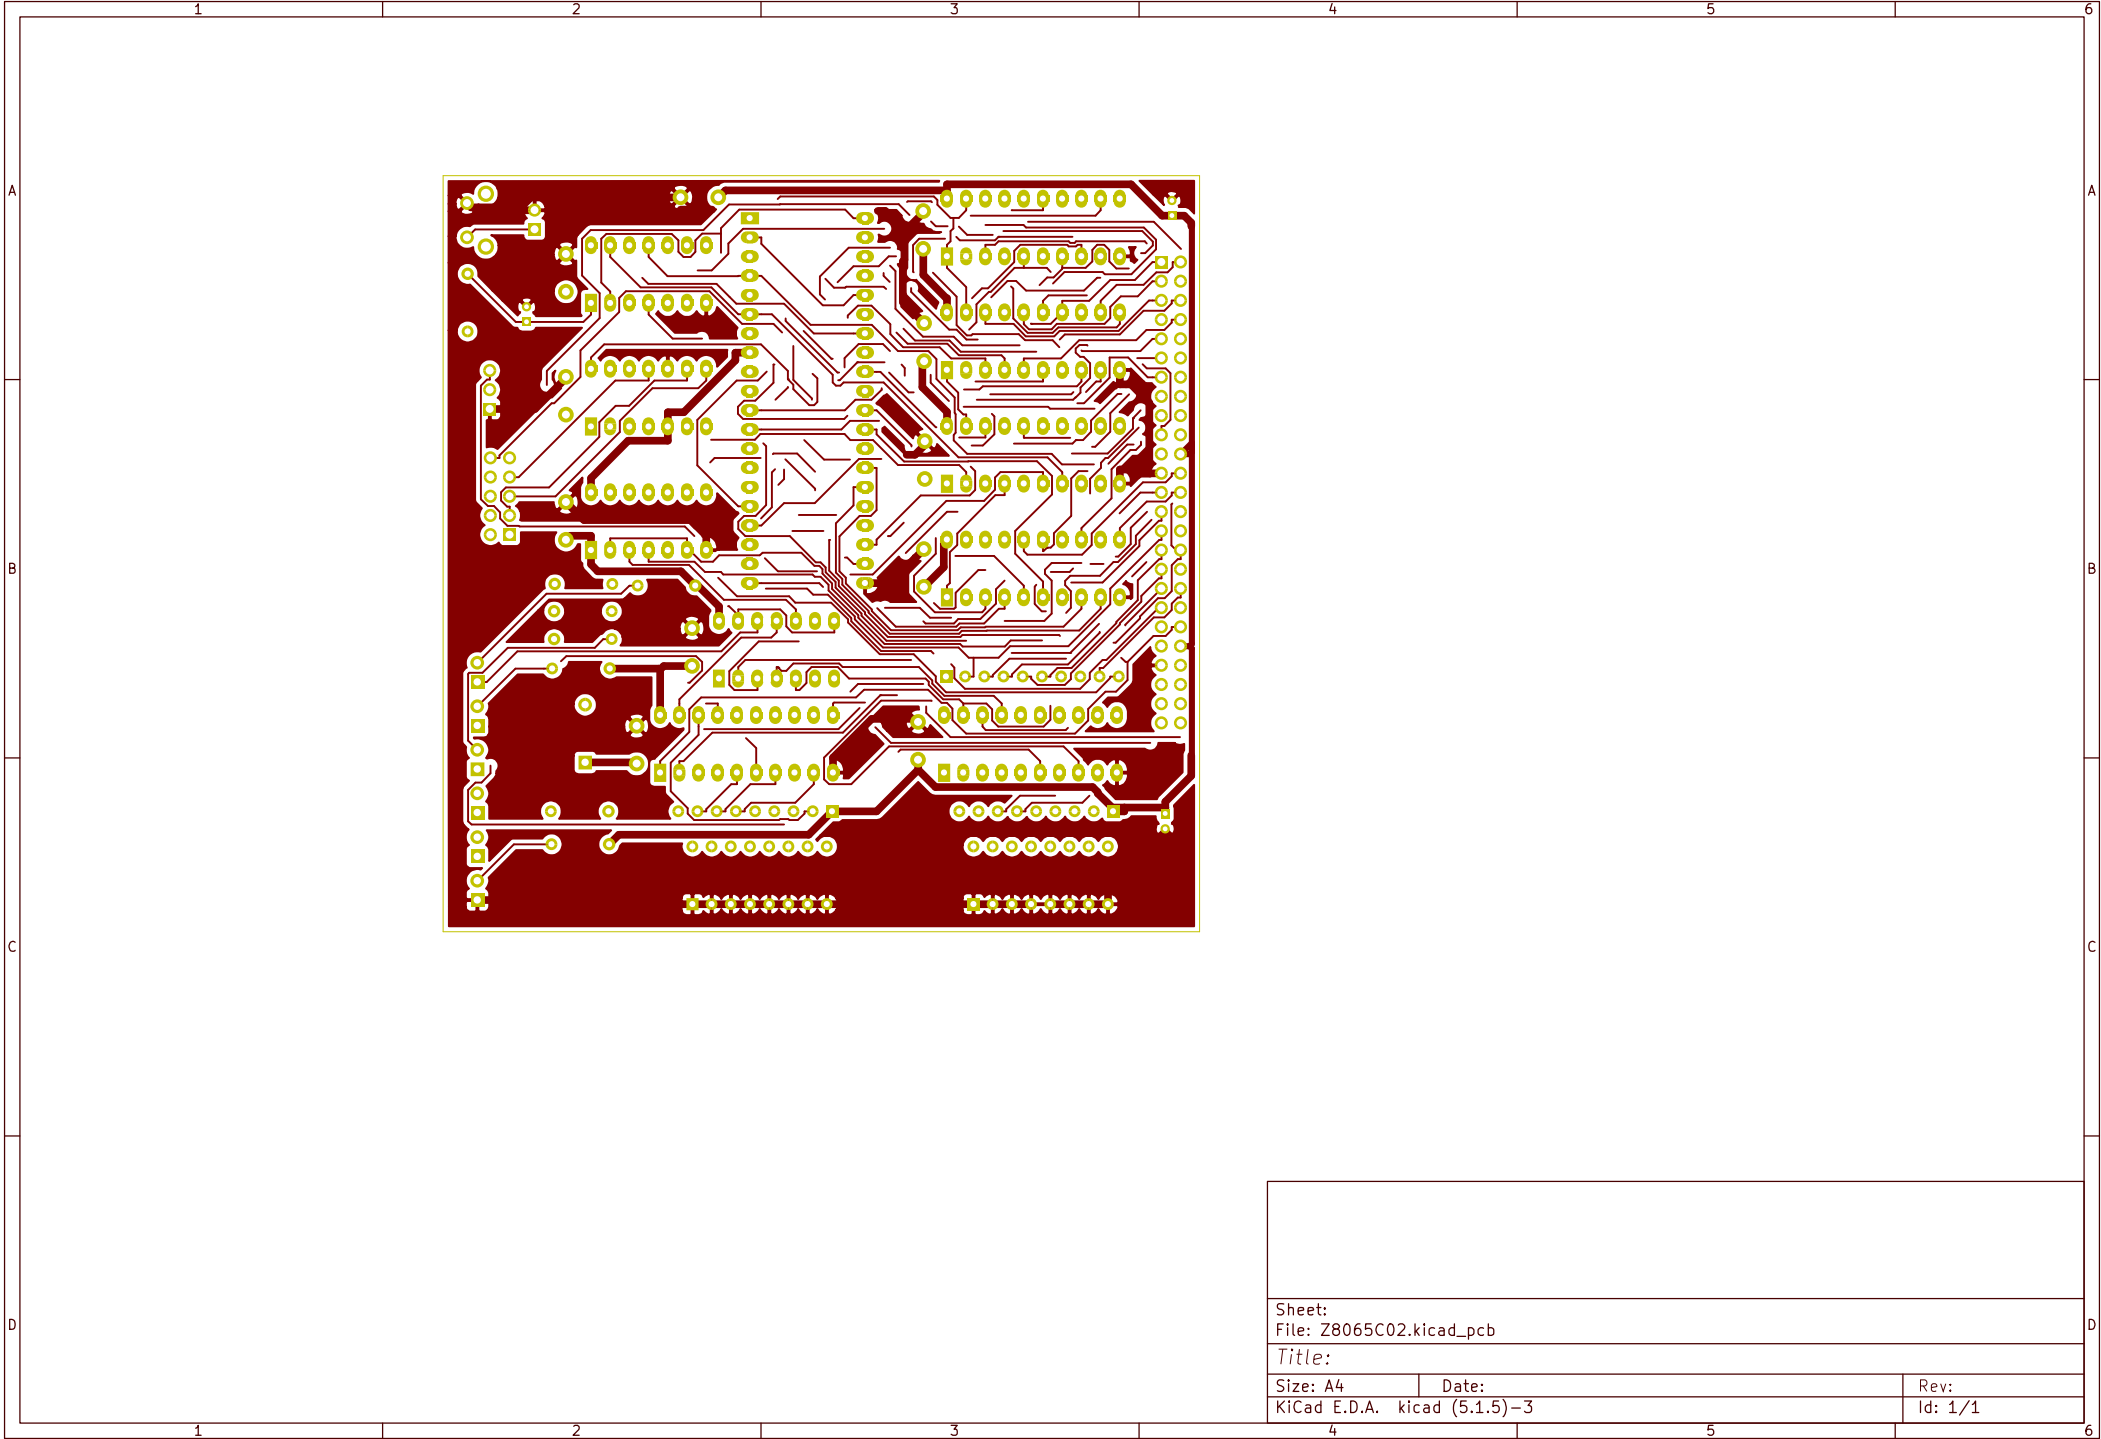 1 2 3 4 5 6
A A
B B
C C
D D
Sheet:
File: Z8065C02.kicad_pcb
Title:
Size: A4 Date: Rev:
KiCad E.D.A. kicad (5.1.5)-3 Id: 1/1
1 2 3 4 5 6